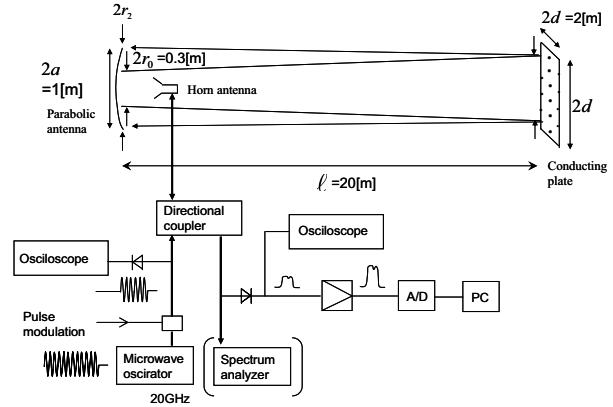 2r₂
2d =2[m]
2r₀ =0.3[m]
2a
=1[m]
Parabolic
antenna
Horn antenna
2d
ℓ =20[m]
Conducting
plate
Directional
coupler
Osciloscope
Osciloscope
Pulse
modulation
A/D
PC
Microwave
oscirator
Spectrum
analyzer
20GHz